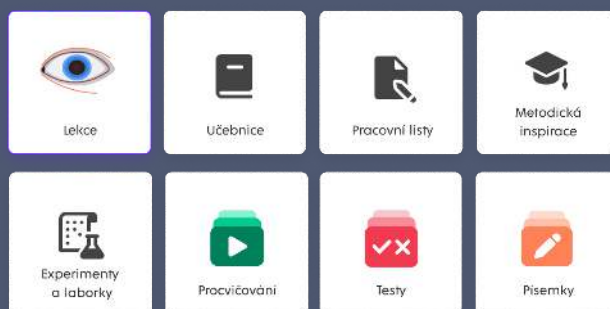 Lekce
Učebnice
Pracovní listy
Metodická
inspirace
Experimenty
a laborky
Procvičování
Testy
Písemky